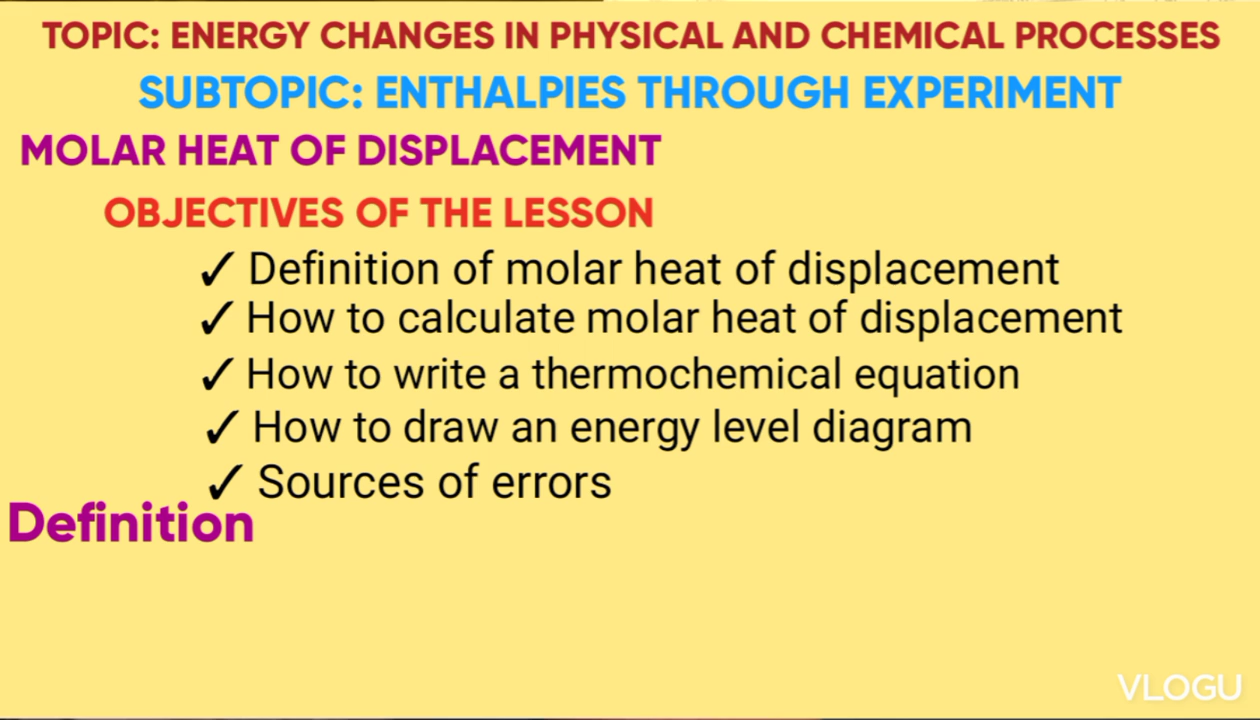 TOPIC: ENERGY CHANGES IN PHYSICAL AND CHEMICAL PROCESSES
SUBTOPIC: ENTHALPIES THROUGH EXPERIMENT
MOLAR HEAT OF DISPLACEMENT
OBJECTIVES OF THE LESSON
✓ Definition of molar heat of displacement
✓ How to calculate molar heat of displacement
✓ How to write a thermochemical equation
✓ How to draw an energy level diagram
✓ Sources of errors
Definition
VLOGU